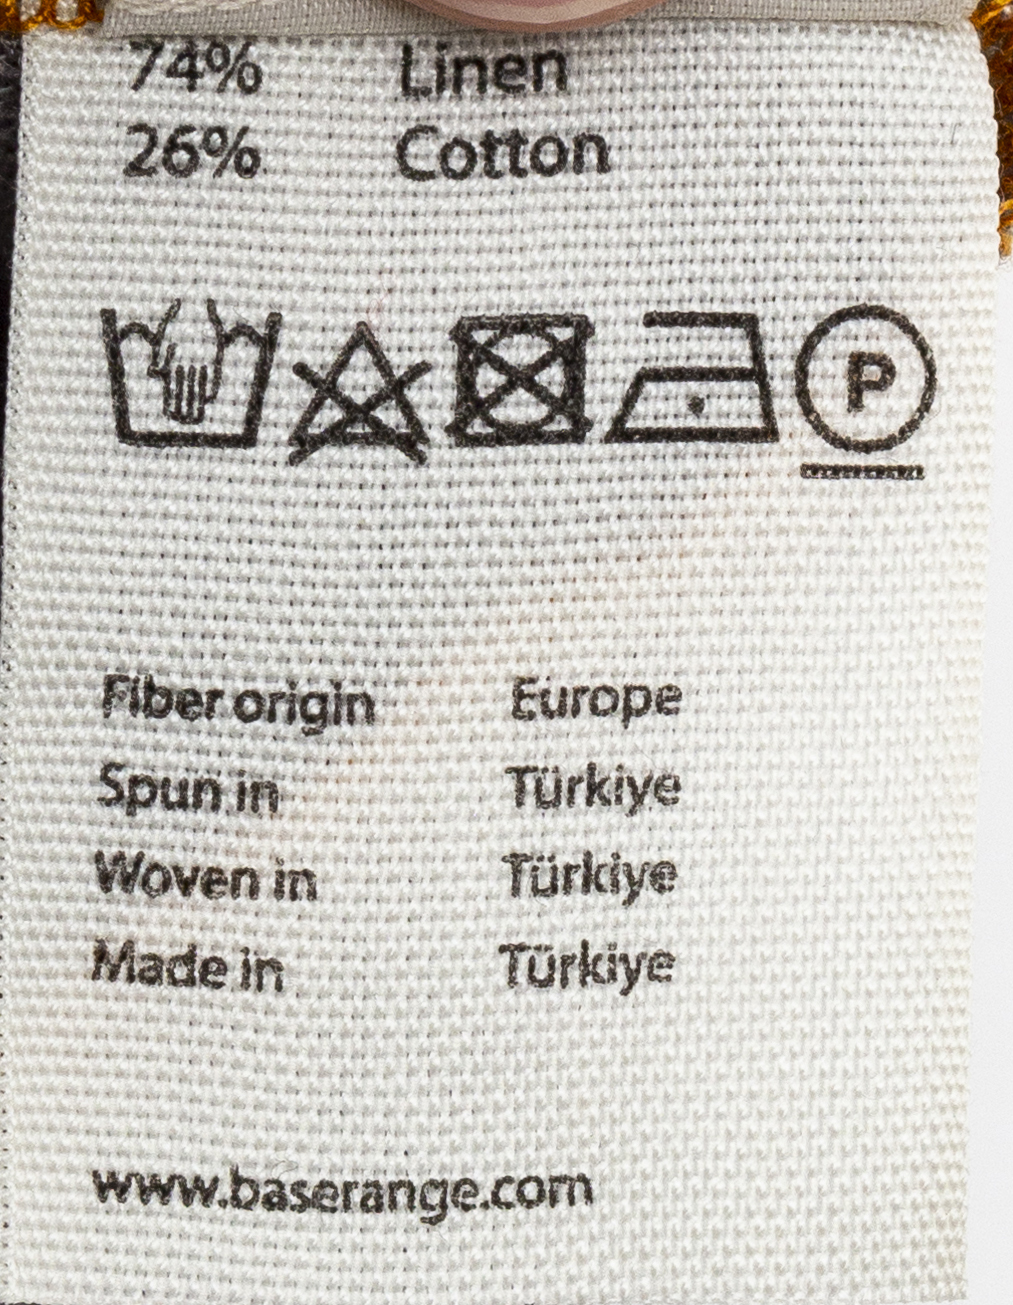 74% Linen
26% Cotton
P
Fiber origin Europe
Spun in Türkiye
Woven in Türkiye
Made in Türkiye
www.baserange.com